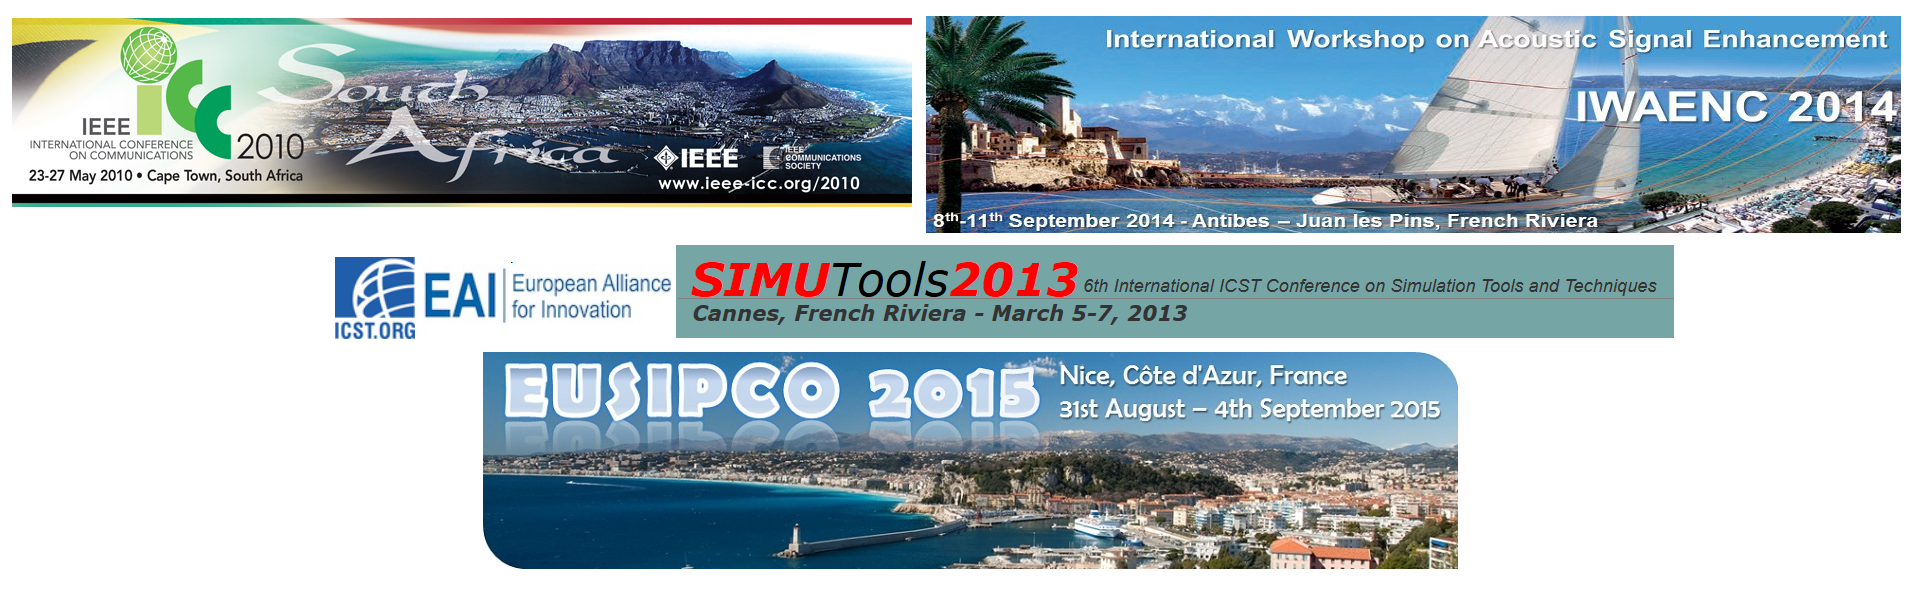 South
Africa
icc
IEEE
2010
INTERNATIONAL CONFERENCE
ON COMMUNICATIONS
23-27 May 2010 • Cape Town, South Africa
IEEE
IEEE
COMMUNICATIONS
SOCIETY
www.ieee-icc.org/2010
International Workshop on Acoustic Signal Enhancement
IWAENC 2014
8th-11th September 2014 - Antibes – Juan les Pins, French Riviera
ICST.ORG
EAI
European Alliance
for Innovation
SIMUTools2013 6th International ICST Conference on Simulation Tools and Techniques
Cannes, French Riviera - March 5-7, 2013
EUSIPCO 2015
Nice, Côte d'Azur, France
31st August – 4th September 2015